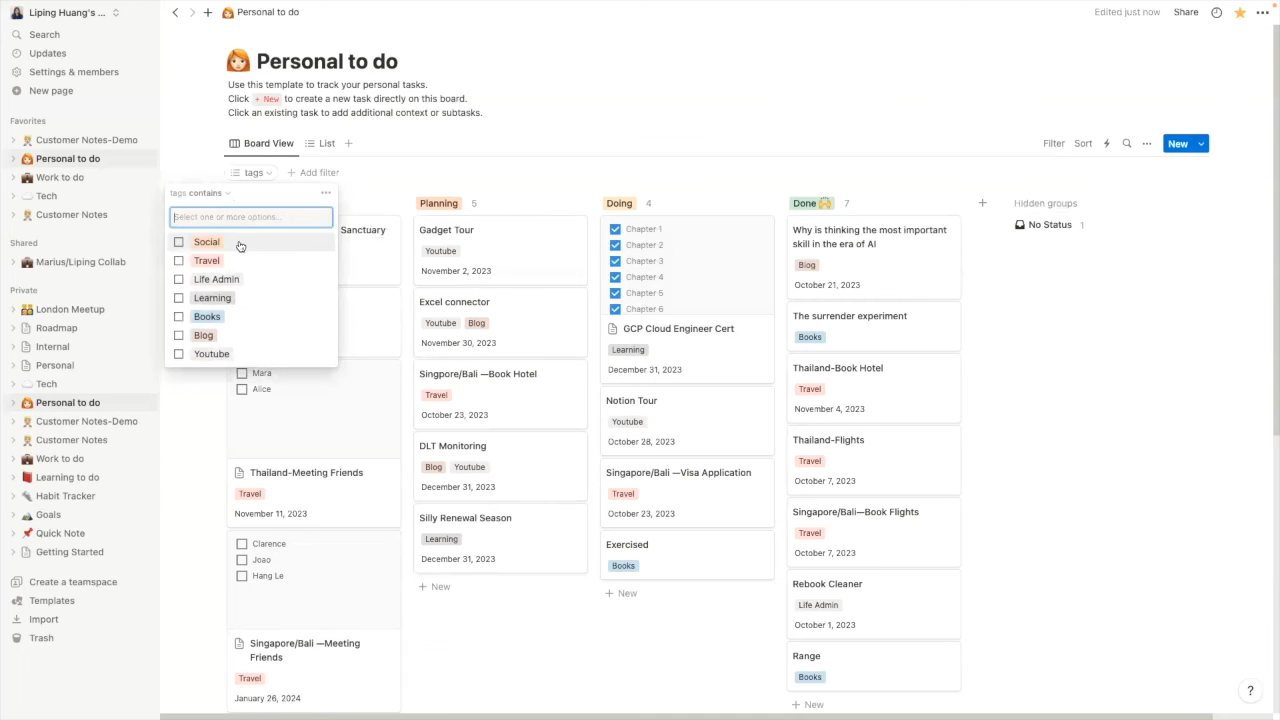 Liping Huang's ...
Search
Updates
Settings & members
New page
Favorites
Customer Notes-Demo
Personal to do
Work to do
Tech
Customer Notes
Shared
Marius/Liping Collab
Private
London Meetup
Roadmap
Internal
Personal
Tech
Personal to do
Customer Notes-Demo
Customer Notes
Work to do
Learning to do
Habit Tracker
Goals
Quick Note
Getting Started
Create a teamspace
Templates
Import
Trash
Personal to do
Edited just now
Share
Personal to do
Use this template to track your personal tasks.
Click + New to create a new task directly on this board.
Click an existing task to add additional context or subtasks.
Board View
List
Filter
Sort
New
tags
Add filter
tags contains
Select one or more options...
Social
Travel
Life Admin
Learning
Books
Blog
Youtube
Sanctuary
Mara
Alice
Thailand-Meeting Friends
Travel
November 11, 2023
Clarence
Joao
Hang Le
Singapore/Bali —Meeting
Friends
Travel
January 26, 2024
Planning 5
Gadget Tour
Youtube
November 2, 2023
Excel connector
Youtube Blog
November 30, 2023
Singpore/Bali —Book Hotel
Travel
October 23, 2023
DLT Monitoring
Blog Youtube
December 31, 2023
Silly Renewal Season
Learning
December 31, 2023
+ New
Doing 4
Chapter 1
Chapter 2
Chapter 3
Chapter 4
Chapter 5
Chapter 6
GCP Cloud Engineer Cert
Learning
December 31, 2023
Notion Tour
Youtube
October 28, 2023
Singapore/Bali —Visa Application
Travel
October 23, 2023
Exercised
Books
+ New
Done 🙌 7
Why is thinking the most important
skill in the era of AI
Blog
October 21, 2023
The surrender experiment
Books
Thailand-Book Hotel
Travel
November 4, 2023
Thailand-Flights
Travel
October 7, 2023
Singapore/Bali—Book Flights
Travel
October 7, 2023
Rebook Cleaner
Life Admin
October 1, 2023
Range
Books
+ New
Hidden groups
No Status 1
?